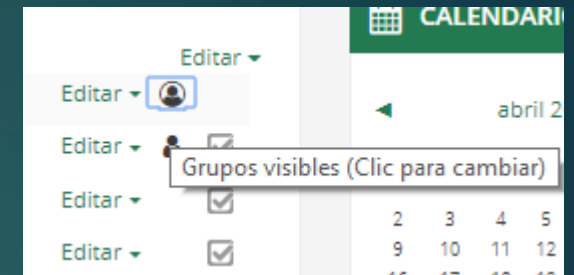 CALENDARI
Editar
Editar
abril 2
Editar
Grupos visibles (Clic para cambiar)
Editar
2 3 4 5
Editar
9 10 11 12